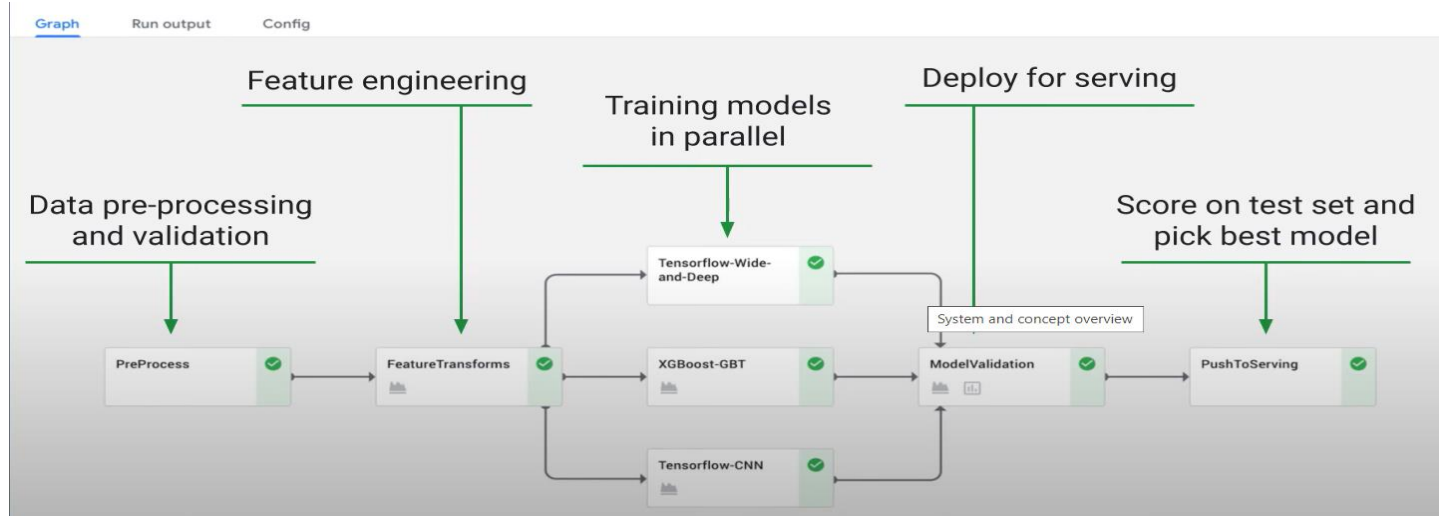 Graph Run output Config
Feature engineering
Deploy for serving
Training models
in parallel
Data pre-processing
and validation
Score on test set and
pick best model
Tensorflow-Wide-
and-Deep
System and concept overview
PreProcess
FeatureTransforms
XGBoost-GBT
ModelValidation
PushToServing
Tensorflow-CNN